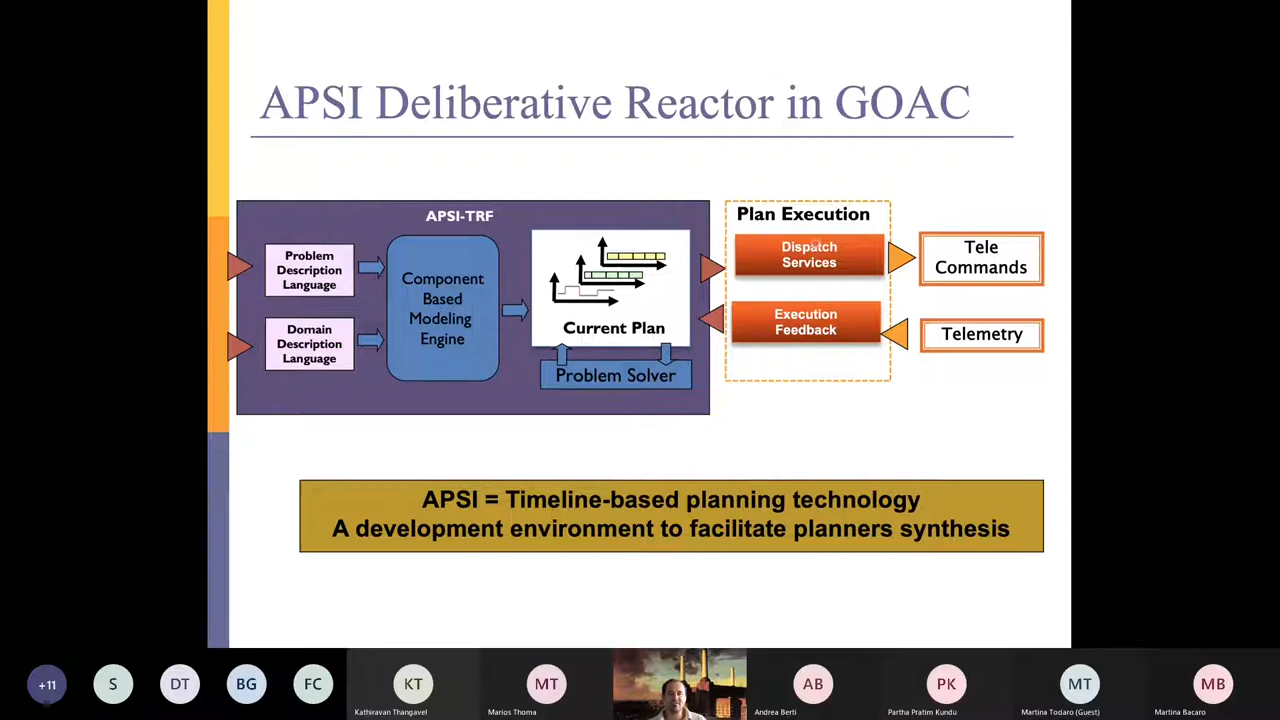 APSI Deliberative Reactor in GOAC
APSI-TRF
Problem
Description
Language
Domain
Description
Language
Component
Based
Modeling
Engine
Current Plan
Problem Solver
Plan Execution
Dispatch
Services
Execution
Feedback
Tele
Commands
Telemetry
APSI = Timeline-based planning technology
A development environment to facilitate planners synthesis
+11
S
DT
BG
FC
KT
Kathiravan Thangavel
MT
Marios Thoma
AB
Andrea Berti
PK
Partha Pratim Kundu
MT
Martina Todaro (Guest)
MB
Martina Bacaro